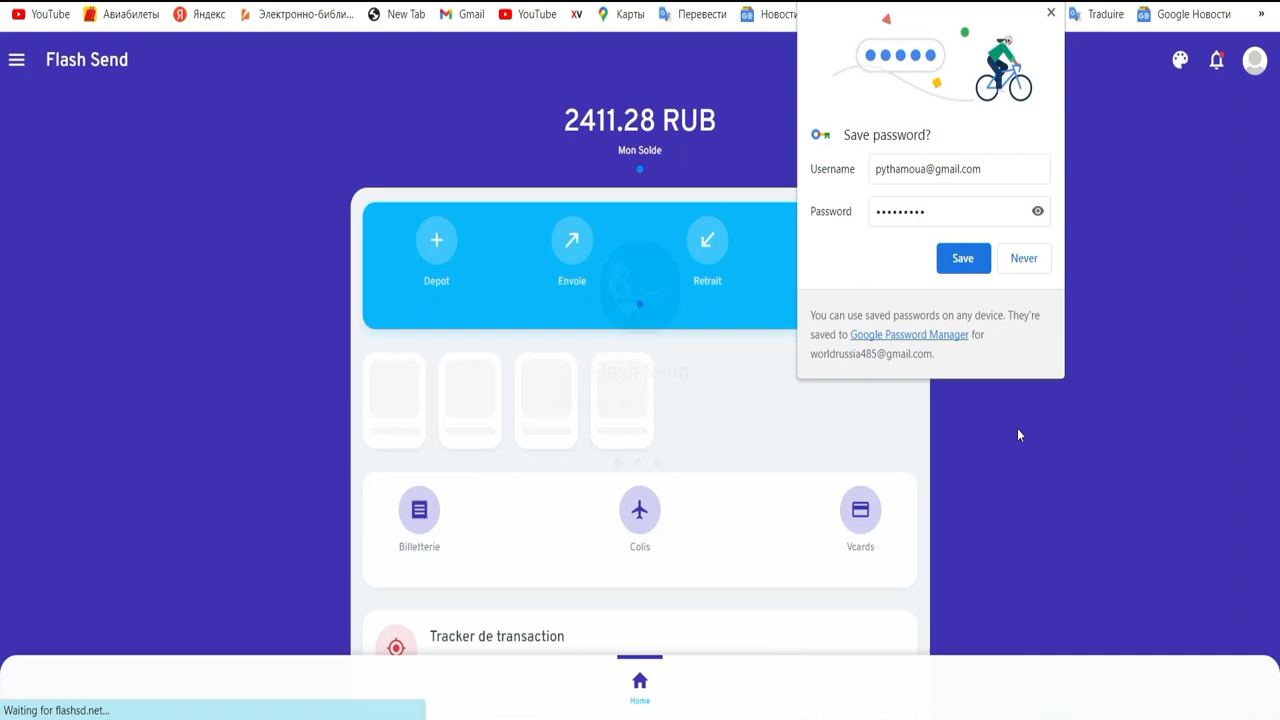 YouTube Авиабилеты Яндекс Электронно-библи... New Tab Gmail YouTube XV Карты Перевести Новости Traduire Google Новости »
Flash Send
2411.28 RUB
Mon Solde
Save password?
Username pythamoua@gmail.com
Password •••••••••
Save Never
You can use saved passwords on any device. They're
saved to Google Password Manager for
worldrussia485@gmail.com.
Depot Envoie Retrait
Flash Send
Billetterie Colis Vcards
Tracker de transaction
Home
Waiting for flashsd.net...